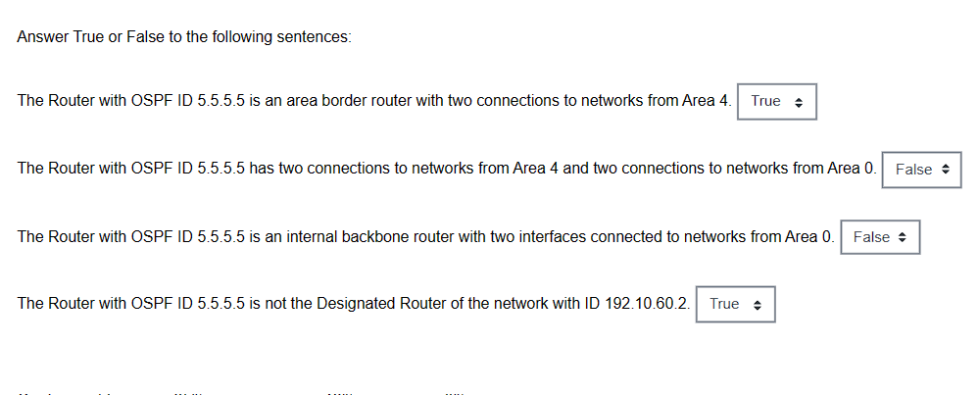 Answer True or False to the following sentences:
The Router with OSPF ID 5.5.5.5 is an area border router with two connections to networks from Area 4. True
The Router with OSPF ID 5.5.5.5 has two connections to networks from Area 4 and two connections to networks from Area 0. False
The Router with OSPF ID 5.5.5.5 is an internal backbone router with two interfaces connected to networks from Area 0. False
The Router with OSPF ID 5.5.5.5 is not the Designated Router of the network with ID 192.10.60.2. True